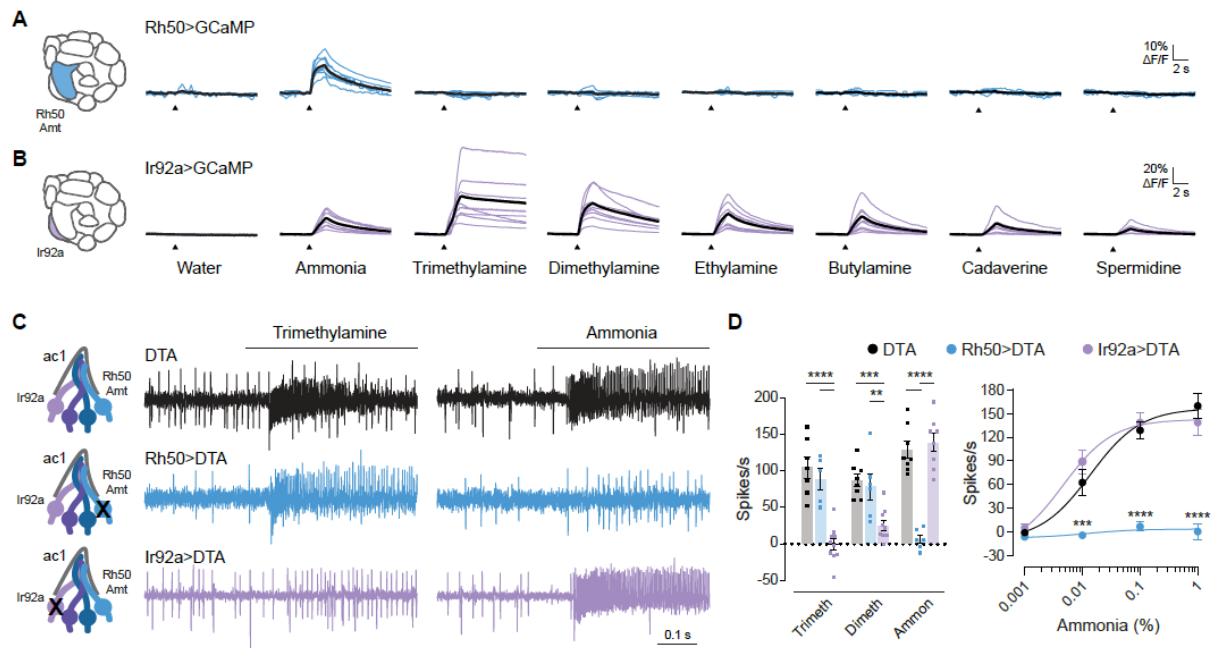 A
Rh50>GCaMP
10%
ΔF/F
2 s
Rh50
Amt
B
Ir92a>GCaMP
20%
ΔF/F
2 s
Ir92a
Water
Ammonia
Trimethylamine
Dimethylamine
Ethylamine
Butylamine
Cadaverine
Spermidine
C
Trimethylamine
Ammonia
ac1
Rh50
Amt
Ir92a
DTA
ac1
Rh50
Amt
Ir92a
X
Rh50>DTA
ac1
Rh50
Amt
Ir92a
X
Ir92a>DTA
0.1 s
D
DTA
Rh50>DTA
Ir92a>DTA
**** *** ****
**
200
150
100
50
0
-50
Spikes/s
Trimeth
Dimeth
Ammon
180
150
120
90
60
30
0
-30
Spikes/s
*** **** ****
0.001
0.01
0.1
1
Ammonia (%)